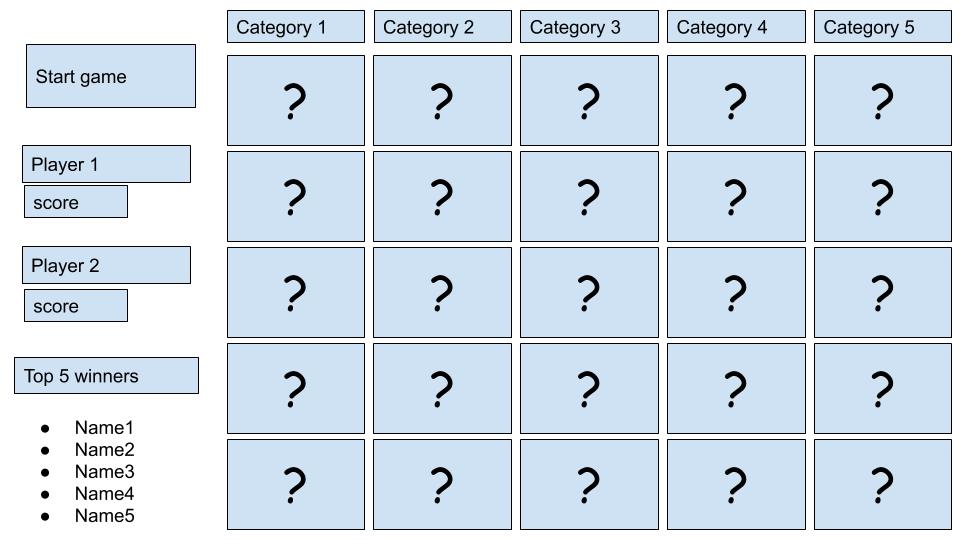 Category 1 Category 2 Category 3 Category 4 Category 5
Start game
? ? ? ? ?
Player 1
score
? ? ? ? ?
Player 2
score
? ? ? ? ?
Top 5 winners
? ? ? ? ?
● Name1
● Name2
● Name3
● Name4
● Name5
? ? ? ? ?